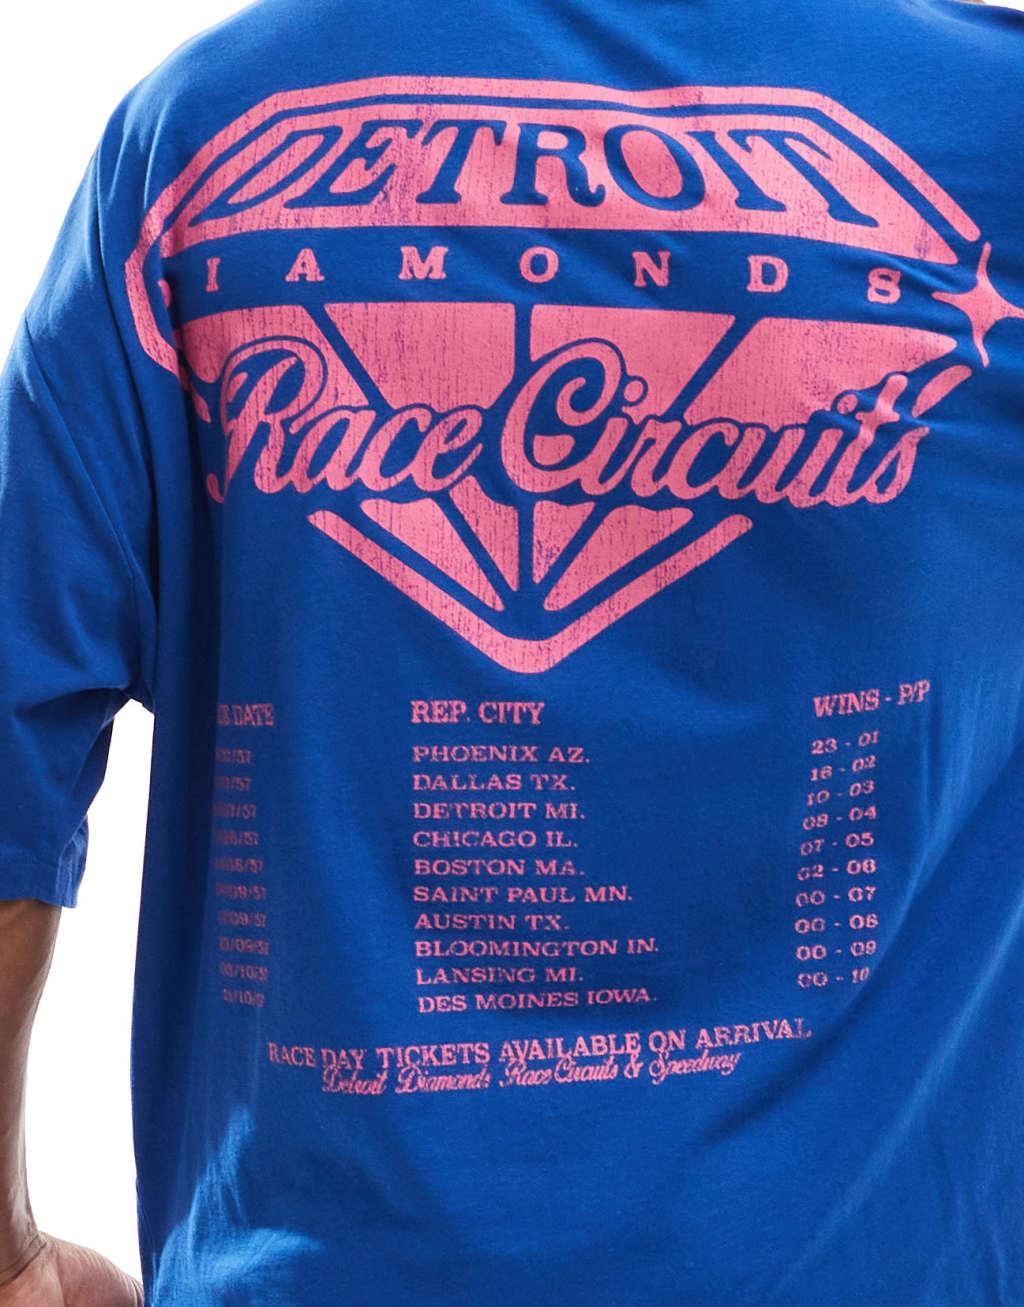 DETROIT
DIAMONDS
Race Circuits
DATE REP. CITY WINS - P/P
PHOENIX AZ. 23 - 01
DALLAS TX. 16 - 02
DETROIT MI. 10 - 03
CHICAGO IL. 09 - 04
BOSTON MA. 07 - 05
SAINT PAUL MN. 02 - 06
AUSTIN TX. 00 - 07
BLOOMINGTON IN. 00 - 08
LANSING MI. 00 - 09
DES MOINES IOWA. 00 - 10
RACE DAY TICKETS AVAILABLE ON ARRIVAL
Detroit Diamonds Race Circuits & Speedway